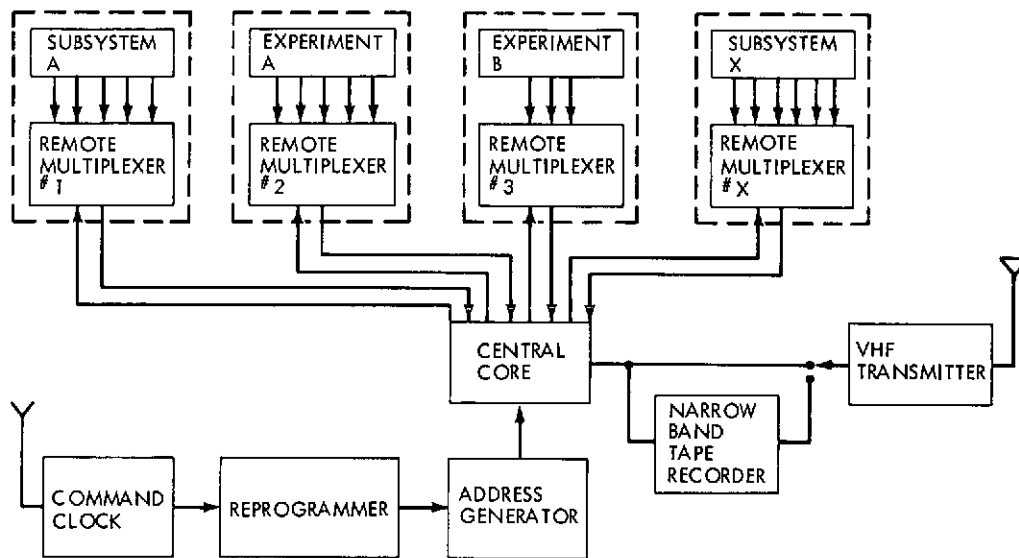 SUBSYSTEM
A
EXPERIMENT
A
EXPERIMENT
B
SUBSYSTEM
X
REMOTE
MULTIPLEXER
#1
REMOTE
MULTIPLEXER
#2
REMOTE
MULTIPLEXER
#3
REMOTE
MULTIPLEXER
#X
CENTRAL
CORE
VHF
TRANSMITTER
NARROW
BAND
TAPE
RECORDER
COMMAND
CLOCK
REPROGRAMMER
ADDRESS
GENERATOR